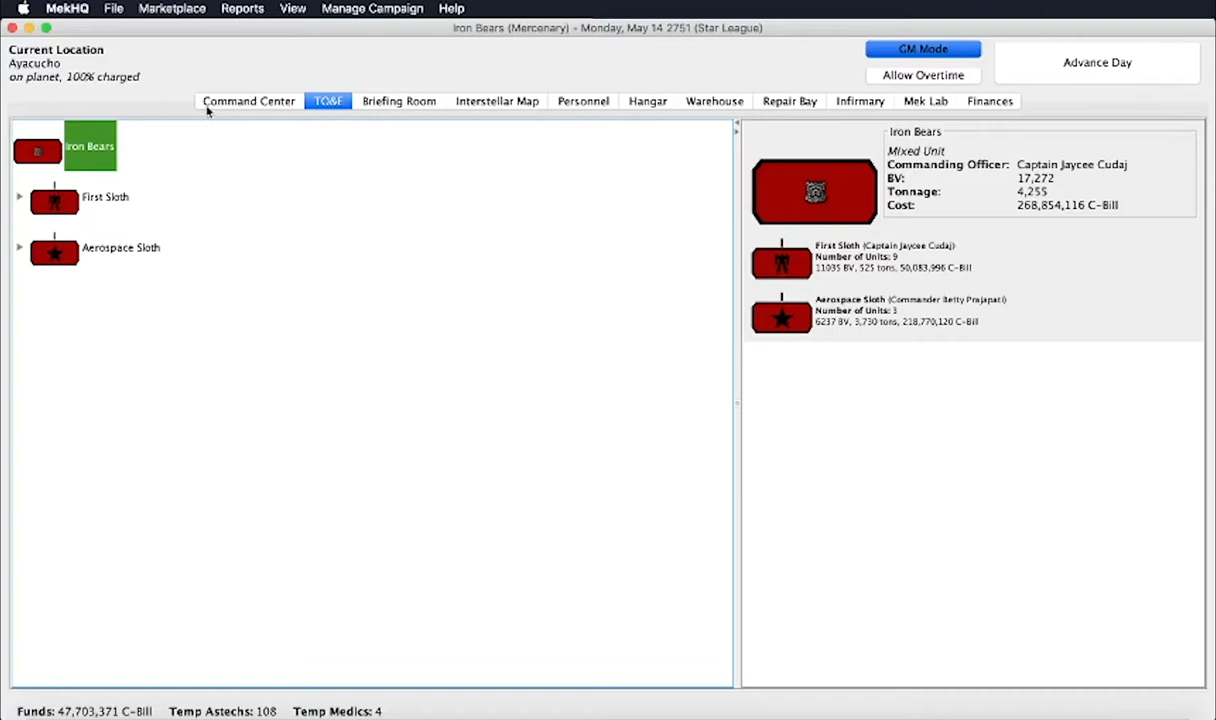 MekHQ File Marketplace Reports View Manage Campaign Help
Iron Bears (Mercenary) - Monday, May 14 2751 (Star League)
Current Location
Ayacucho
on planet, 100% charged
GM Mode
Allow Overtime
Advance Day
Command Center TO&E Briefing Room Interstellar Map Personnel Hangar Warehouse Repair Bay Infirmary Mek Lab Finances
Iron Bears
First Sloth
Aerospace Sloth
Iron Bears
Mixed Unit
Commanding Officer: Captain Jaycee Cudaj
BV: 17,272
Tonnage: 4,255
Cost: 268,854,116 C-Bill
First Sloth (Captain Jaycee Cudaj)
Number of Units: 9
11035 BV, 525 tons, 50,083,996 C-Bill
Aerospace Sloth (Commander Betty Prajapati)
Number of Units: 3
6237 BV, 3,730 tons, 218,770,120 C-Bill
Funds: 47,703,371 C-Bill Temp Astechs: 108 Temp Medics: 4